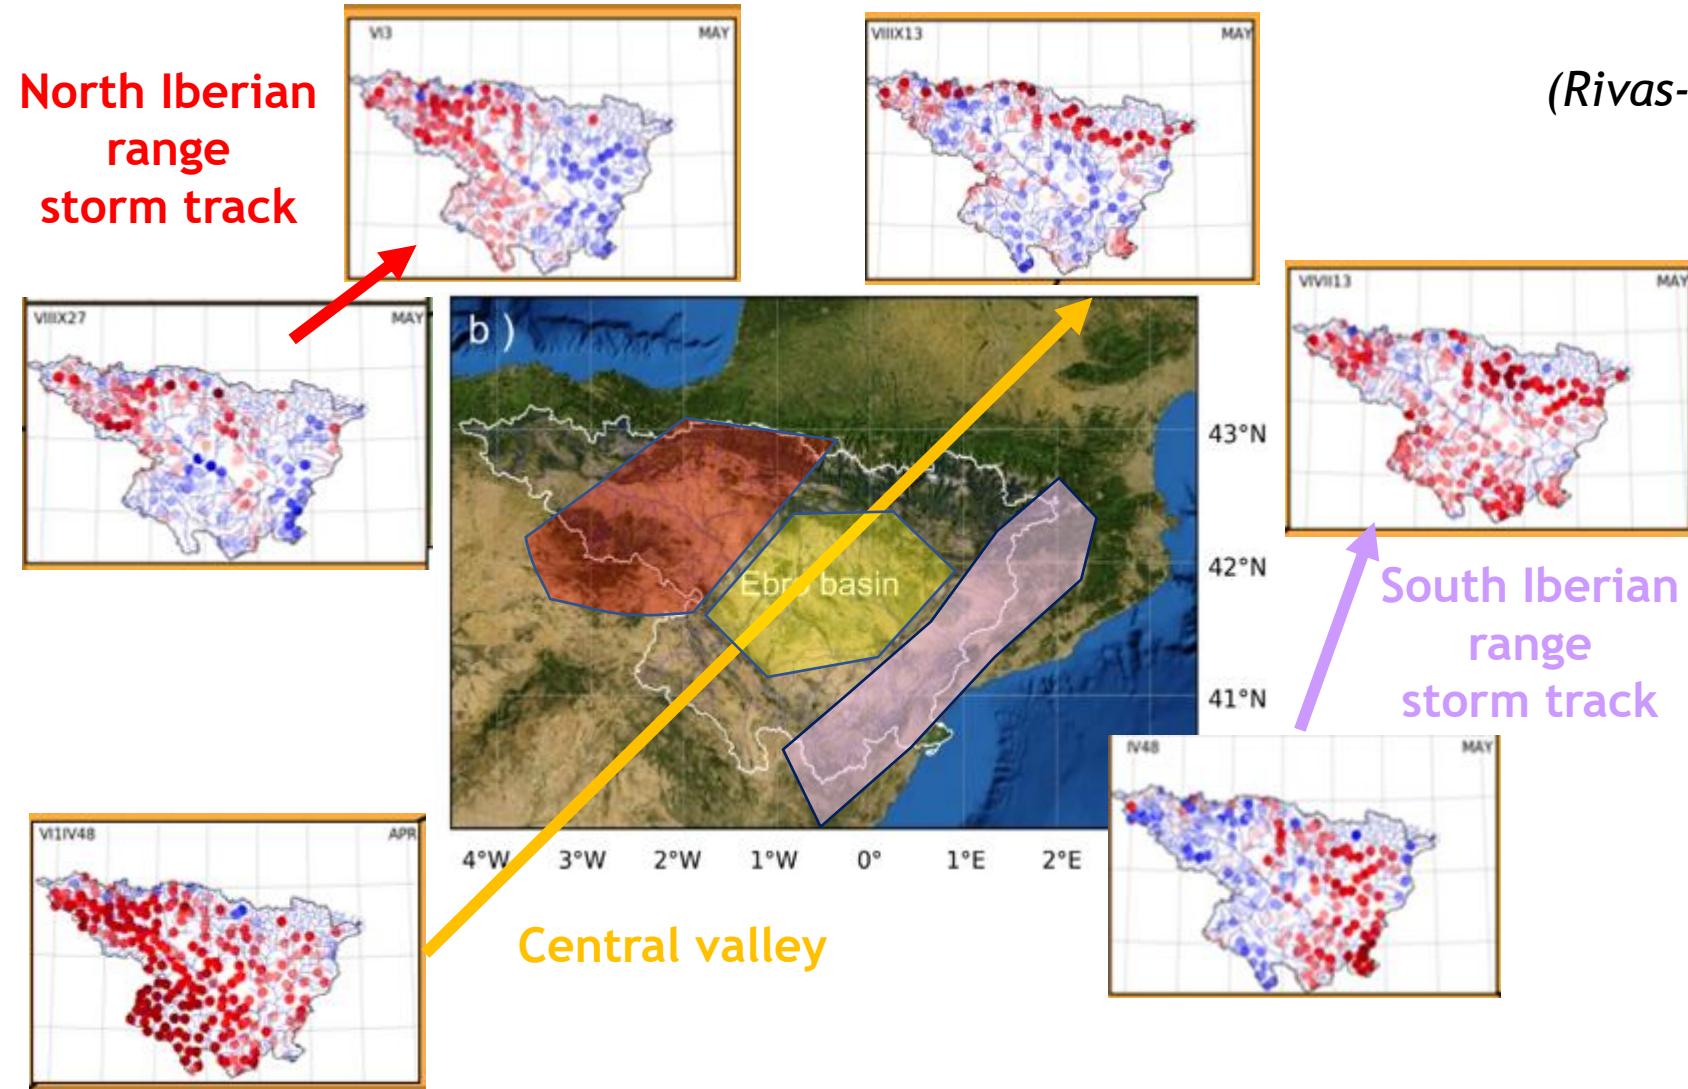 VI3 MAY
VIIIX13 MAY
(Rivas-
North Iberian
range
storm track
VIIIX27 MAY
b )
VIVII13 MAY
43°N
42°N
41°N
Ebro basin
South Iberian
range
storm track
4°W 3°W 2°W 1°W 0° 1°E 2°E
IV48 MAY
VI1IV48 APR
Central valley